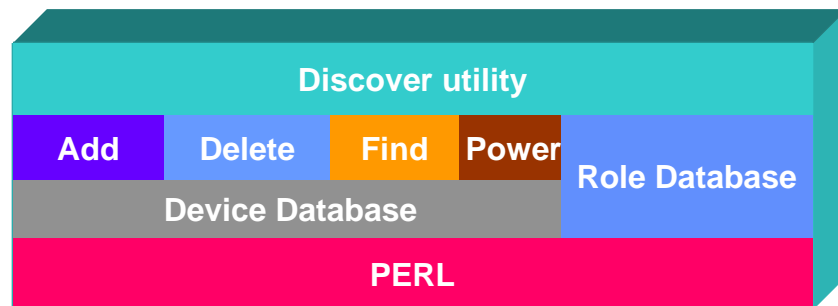 Discover utility
Add Delete Find Power
Role Database
Device Database
PERL